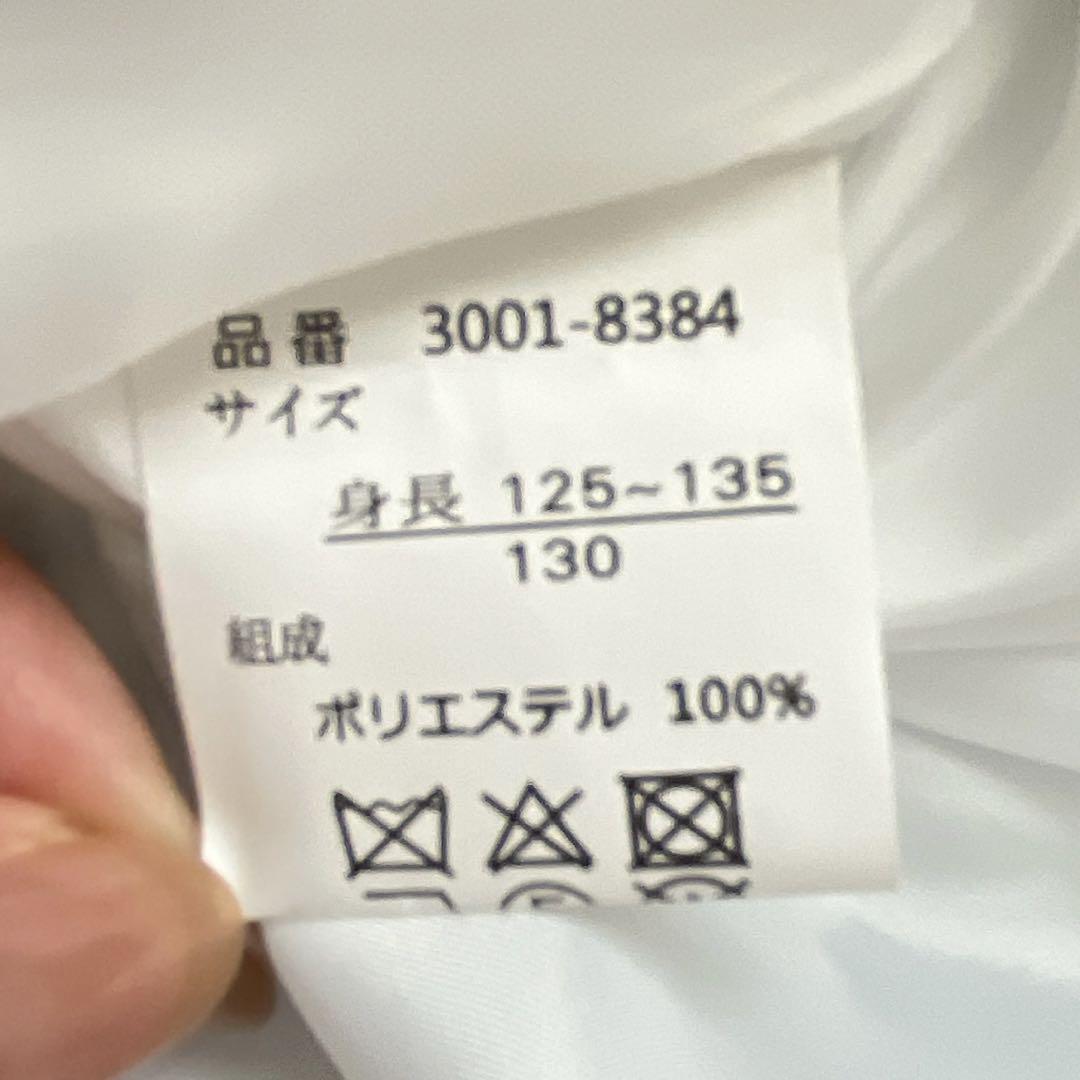 品番 3001-8384
サイズ
身長 125~135
130
組成
ポリエステル 100%